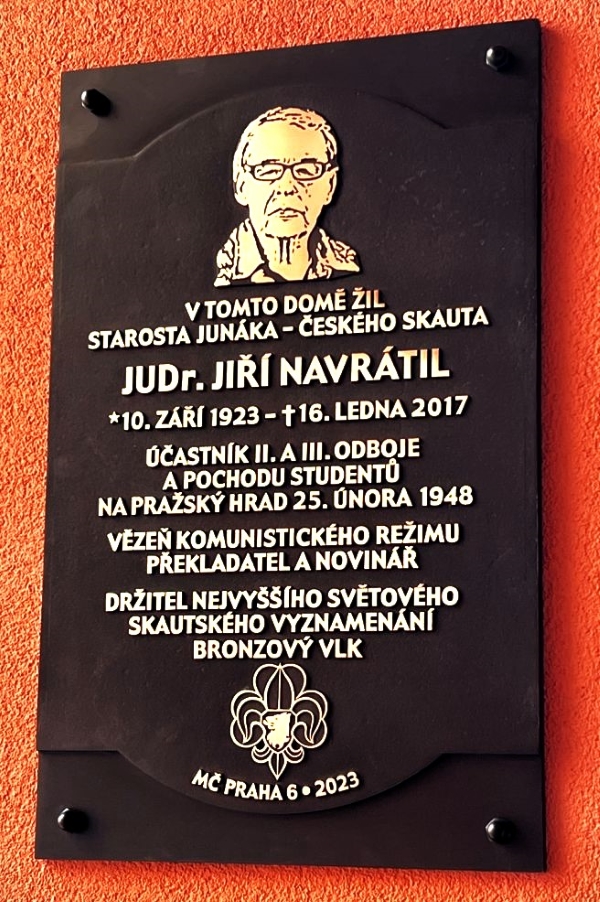 V TOMTO DOMĚ ŽIL
STAROSTA JUNÁKA – ČESKÉHO SKAUTA
JUDr. JIŘÍ NAVRÁTIL
*10. ZÁŘÍ 1923 – †16. LEDNA 2017
ÚČASTNÍK II. A III. ODBOJE
A POCHODU STUDENTŮ
NA PRAŽSKÝ HRAD 25. ÚNORA 1948
VĚZEŇ KOMUNISTICKÉHO REŽIMU
PŘEKLADATEL A NOVINÁŘ
DRŽITEL NEJVYŠŠÍHO SVĚTOVÉHO
SKAUTSKÉHO VYZNAMENÁNÍ
BRONZOVÝ VLK
MČ PRAHA 6 • 2023